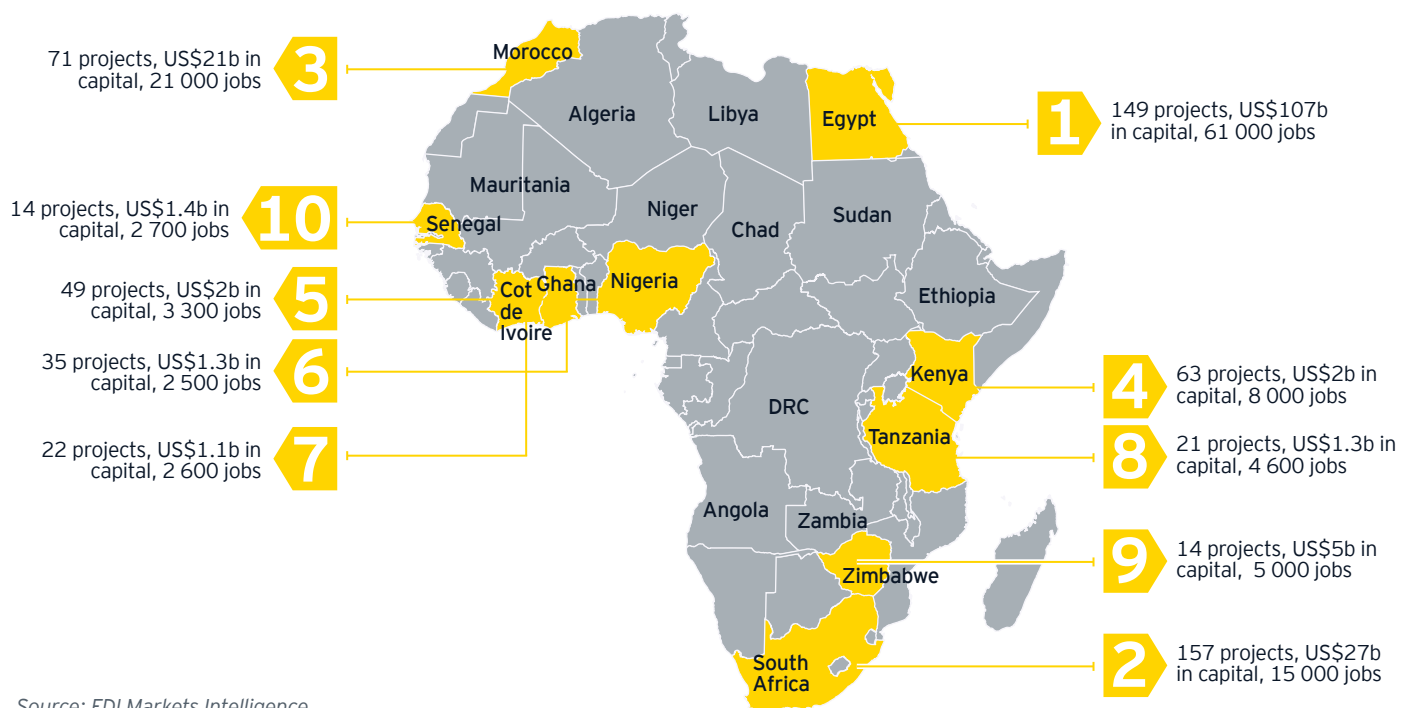 71 projects, US$21b in
capital, 21 000 jobs
3
Morocco
Algeria
Libya
Egypt
1
149 projects, US$107b
in capital, 61 000 jobs
Mauritania
Niger
Chad
Sudan
14 projects, US$1.4b in
capital, 2 700 jobs
10
Senegal
49 projects, US$2b in
capital, 3 300 jobs
5
Cot
de
Ivoire
Ghana
Nigeria
Ethiopia
35 projects, US$1.3b in
capital, 2 500 jobs
6
Kenya
4
63 projects, US$2b in
capital, 8 000 jobs
DRC
22 projects, US$1.1b in
capital, 2 600 jobs
7
Tanzania
8
21 projects, US$1.3b in
capital, 4 600 jobs
Angola
Zambia
Zimbabwe
9
14 projects, US$5b in
capital, 5 000 jobs
South
Africa
2
157 projects, US$27b
in capital, 15 000 jobs
Source: FDI Markets Intelligence